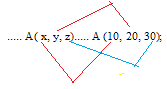 ..... A( x, y, z)..... A (10, 20, 30);